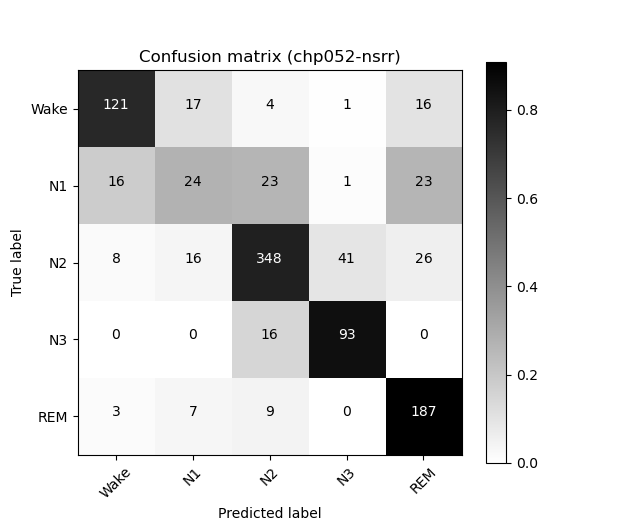 Confusion matrix (chp052-nsrr)
True label
Wake 121 17 4 1 16
N1 16 24 23 1 23
N2 8 16 348 41 26
N3 0 0 16 93 0
REM 3 7 9 0 187
Wake N1 N2 N3 REM
Predicted label
0.8
0.6
0.4
0.2
0.0